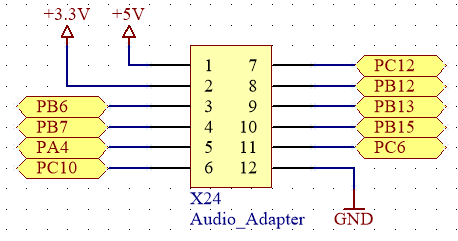 +3.3V +5V
1 7 PC12
2 8 PB12
PB6 3 9 PB13
PB7 4 10 PB15
PA4 5 11 PC6
PC10 6 12
X24
Audio_Adapter GND